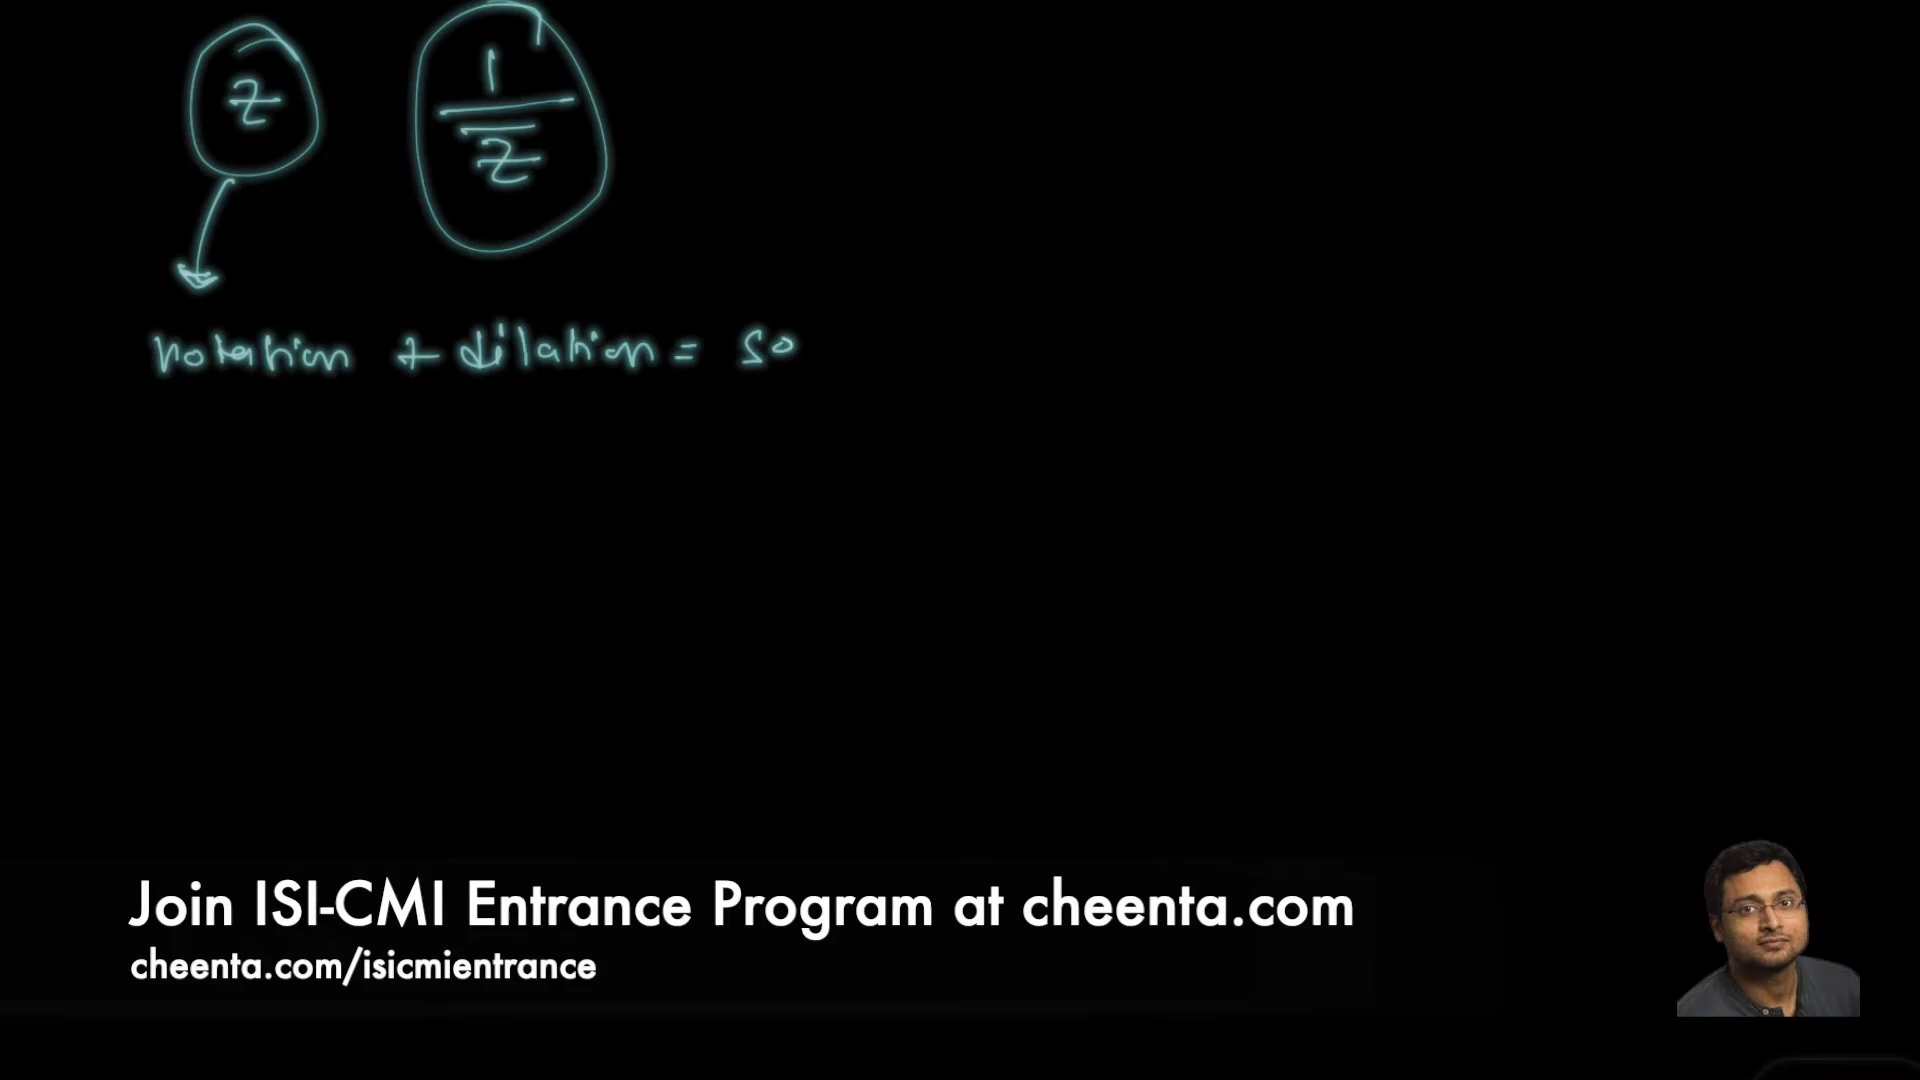 z 1/z̅
rotation + dilation = so
Join ISI-CMI Entrance Program at cheenta.com
cheenta.com/isicmientrance